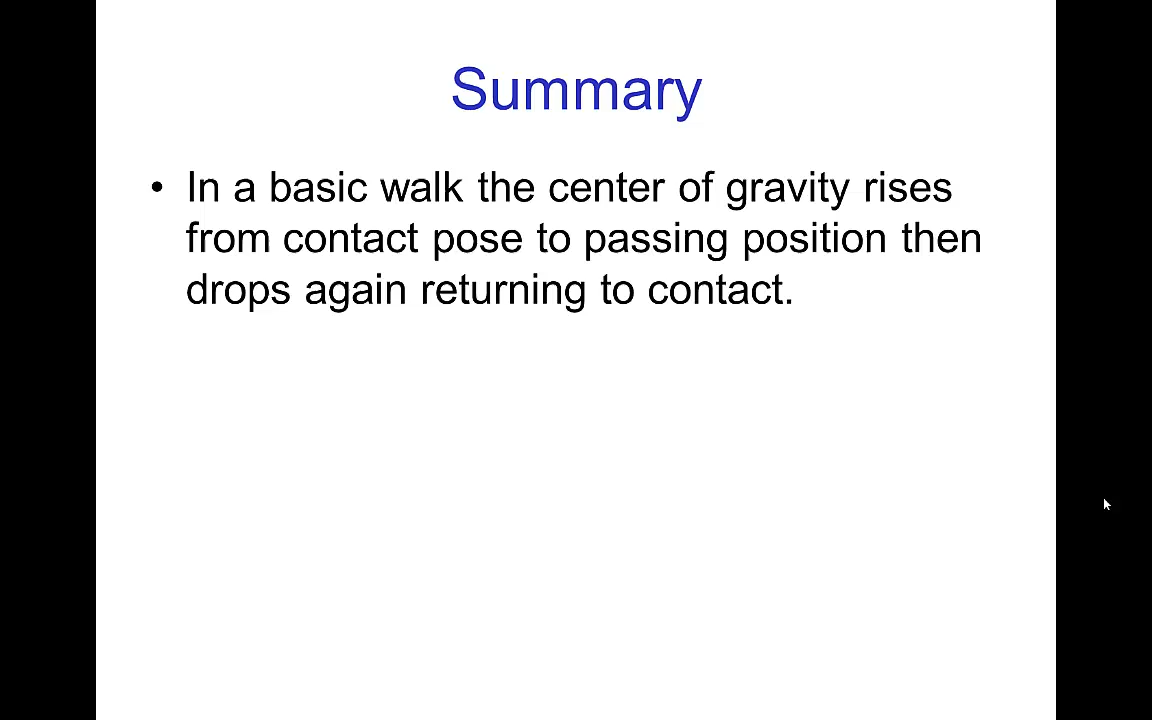 Summary
• In a basic walk the center of gravity rises
from contact pose to passing position then
drops again returning to contact.